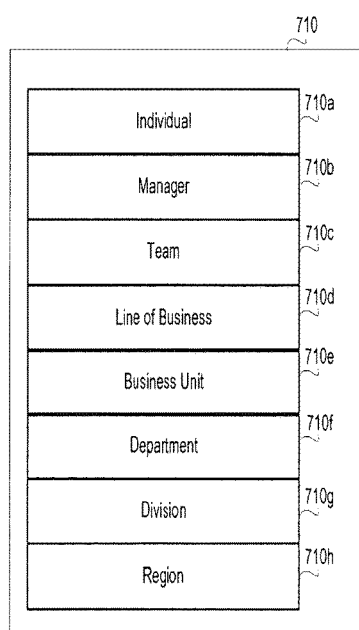 710
710a
Individual
710b
Manager
710c
Team
710d
Line of Business
710e
Business Unit
710f
Department
710g
Division
710h
Region